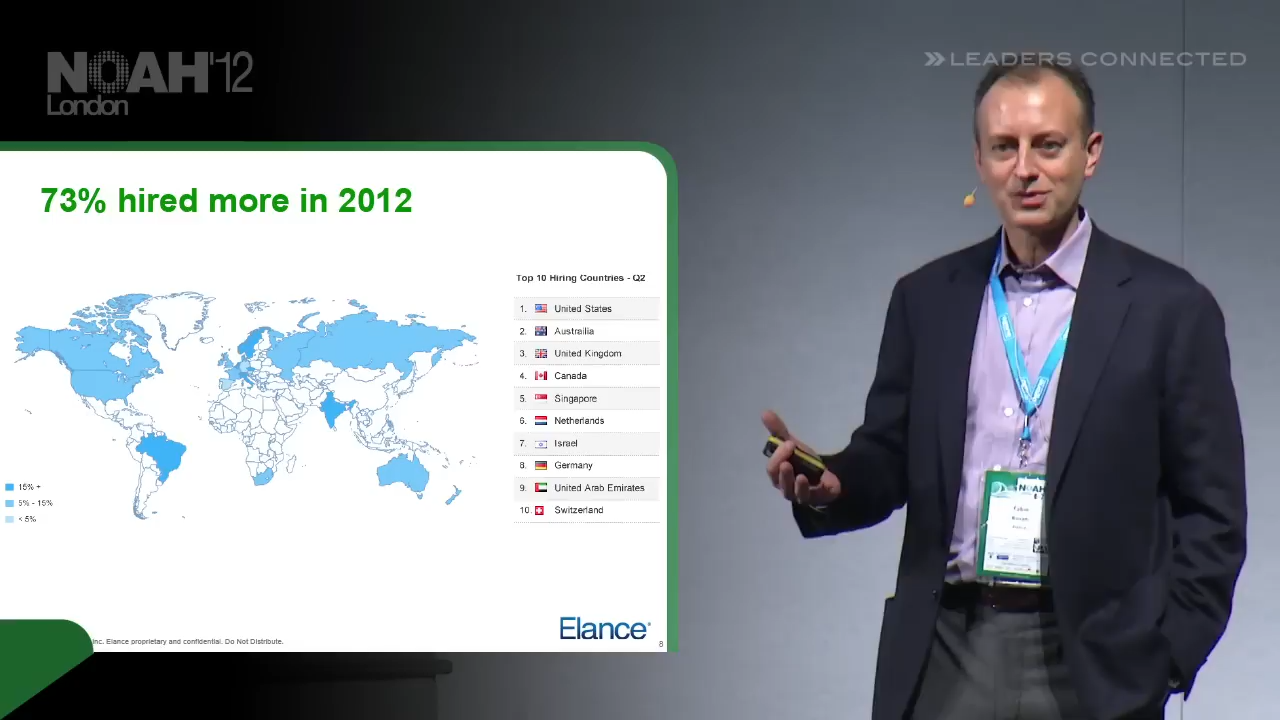 NOAH'12
London
LEADERS CONNECTED
73% hired more in 2012
Top 10 Hiring Countries - Q2
1. United States
2. Austrailia
3. United Kingdom
4. Canada
5. Singapore
6. Netherlands
7. Israel
8. Germany
9. United Arab Emirates
10. Switzerland
15% +
5% - 15%
< 5%
inc. Elance proprietary and confidential. Do Not Distribute.
Elance
8
NOAH